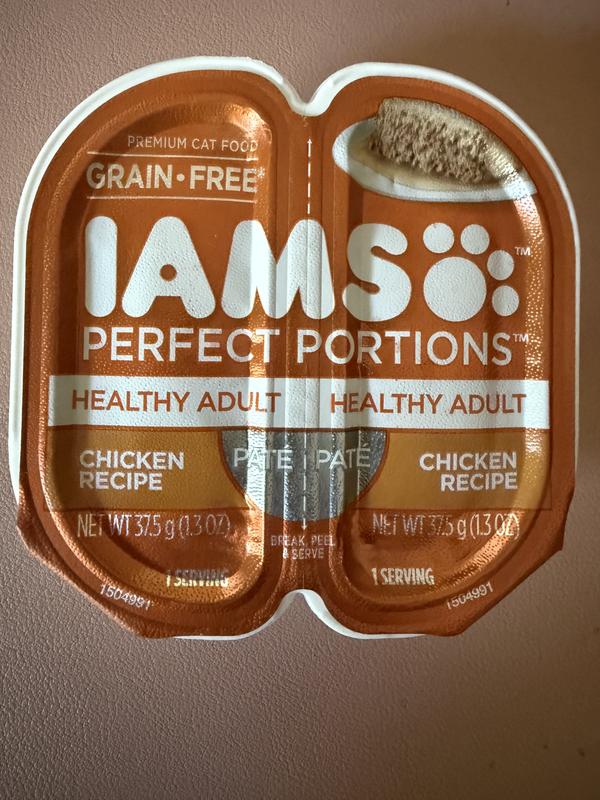 PREMIUM CAT FOOD
GRAIN•FREE*
IAMS™
PERFECT PORTIONS™
HEALTHY ADULT HEALTHY ADULT
CHICKEN RECIPE
PATÉ PATÉ
CHICKEN RECIPE
NET WT 37.5 g (1.3 OZ) NET WT 37.5 g (1.3 OZ)
BREAK, PEEL
& SERVE
1 SERVING 1 SERVING
1504991 1504991